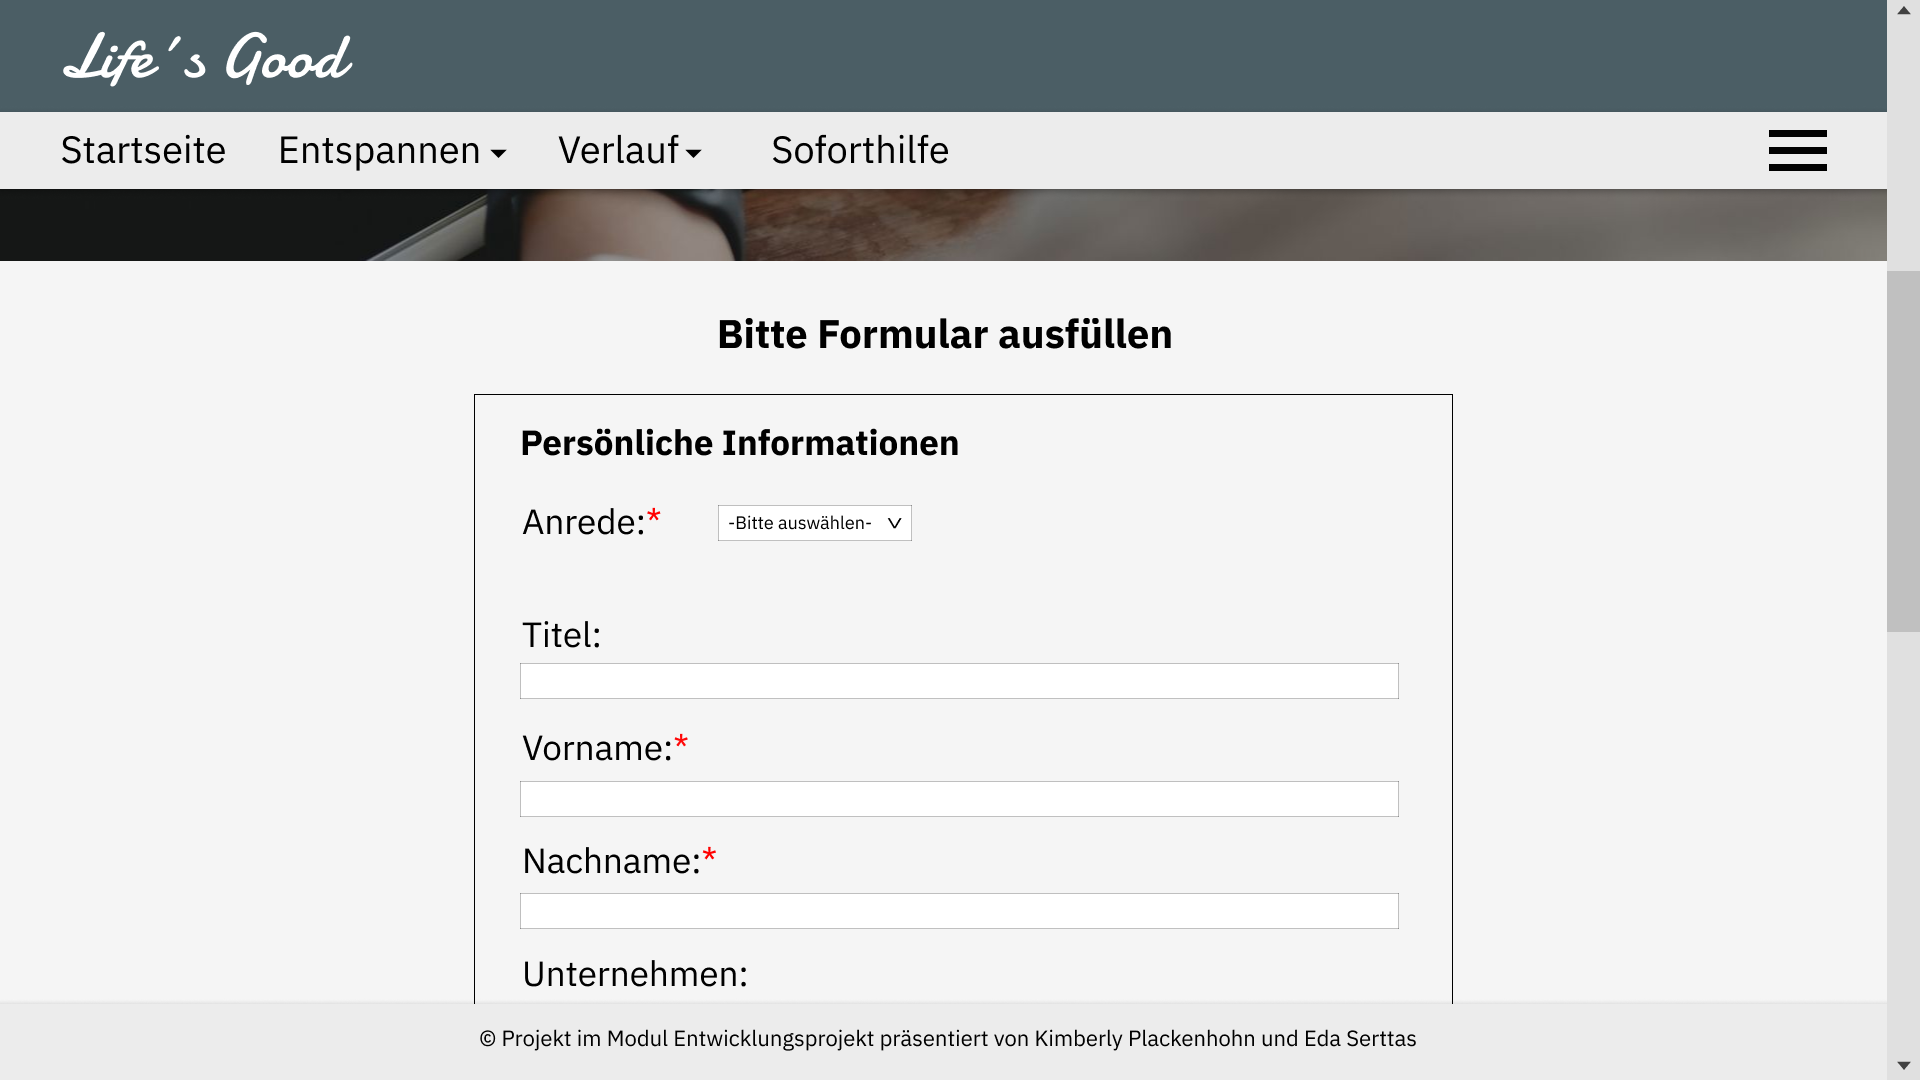 Life´s Good
Startseite Entspannen Verlauf Soforthilfe
Bitte Formular ausfüllen
Persönliche Informationen
Anrede:* -Bitte auswählen-
Titel:
Vorname:*
Nachname:*
Unternehmen:
© Projekt im Modul Entwicklungsprojekt präsentiert von Kimberly Plackenhohn und Eda Serttas